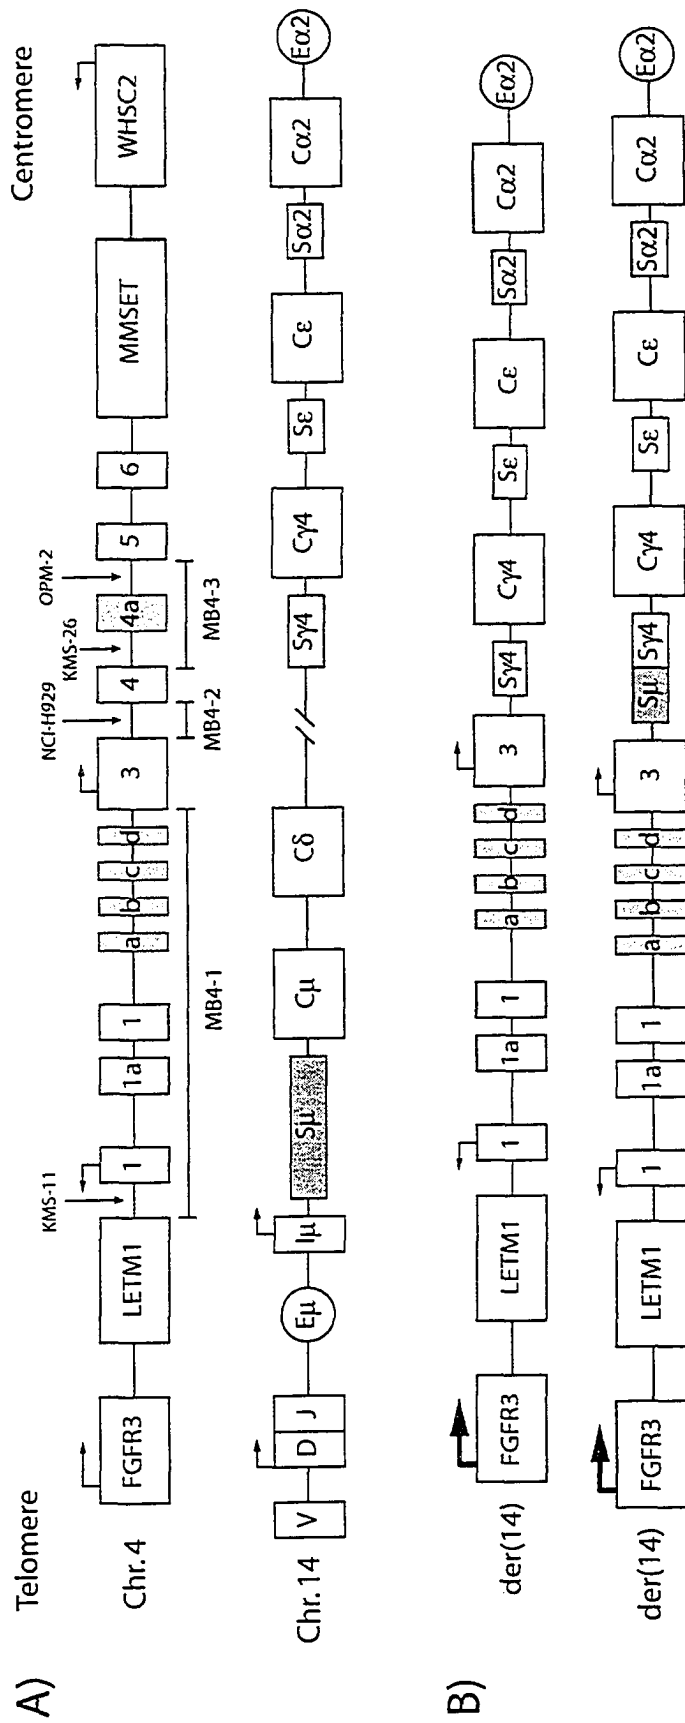 A)
Telomere
Centromere
Chr. 4
FGFR3
LETM1
KMS-11
1
1a
1
a
b
c
d
3
NCI-H929
4
KMS-26
4a
OPM-2
5
6
MMSET
WHSC2
MB4-1
MB4-2
MB4-3
Chr. 14
V
D
J
Eμ
Iμ
Sμ
Cμ
Cδ
//
Sγ4
Cγ4
Sε
Cε
Sα2
Cα2
Eα2
B)
der(14)
FGFR3
LETM1
1
1a
1
a
b
c
d
3
Sγ4
Cγ4
Sε
Cε
Sα2
Cα2
Eα2
der(14)
FGFR3
LETM1
1
1a
1
a
b
c
d
3
Sμ
Sγ4
Cγ4
Sε
Cε
Sα2
Cα2
Eα2